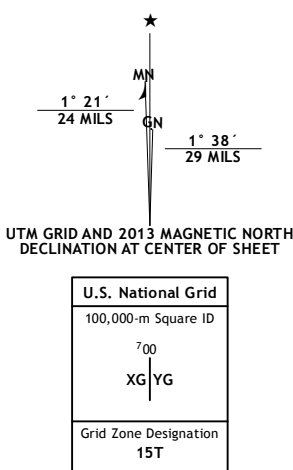 MN
1° 21´
24 MILS
GN
1° 38´
29 MILS
UTM GRID AND 2013 MAGNETIC NORTH
DECLINATION AT CENTER OF SHEET
U.S. National Grid
100,000-m Square ID
⁷00
XG YG
Grid Zone Designation
15T